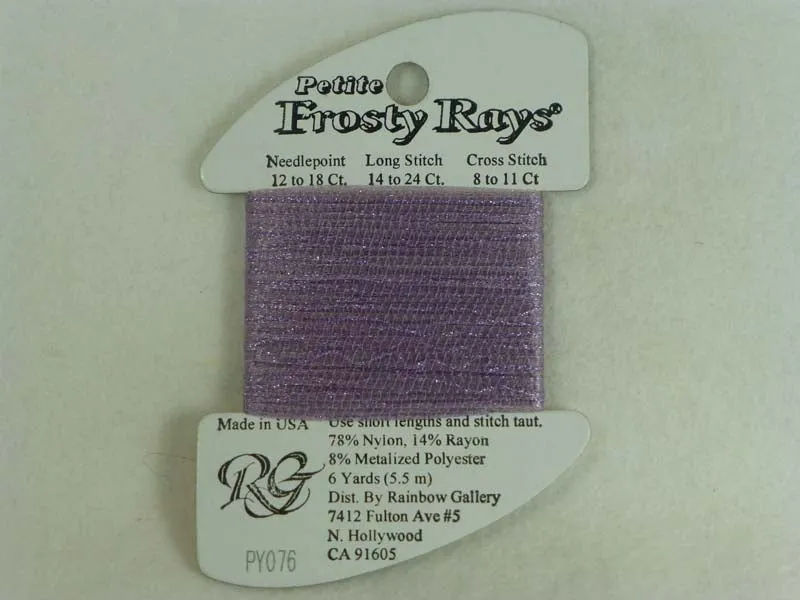 Petite
Frosty Rays®
Needlepoint Long Stitch Cross Stitch
12 to 18 Ct. 14 to 24 Ct. 8 to 11 Ct
Made in USA
Use short lengths and stitch taut.
78% Nylon, 14% Rayon
8% Metalized Polyester
6 Yards (5.5 m)
Dist. By Rainbow Gallery
7412 Fulton Ave #5
N. Hollywood
CA 91605
RG
PY076